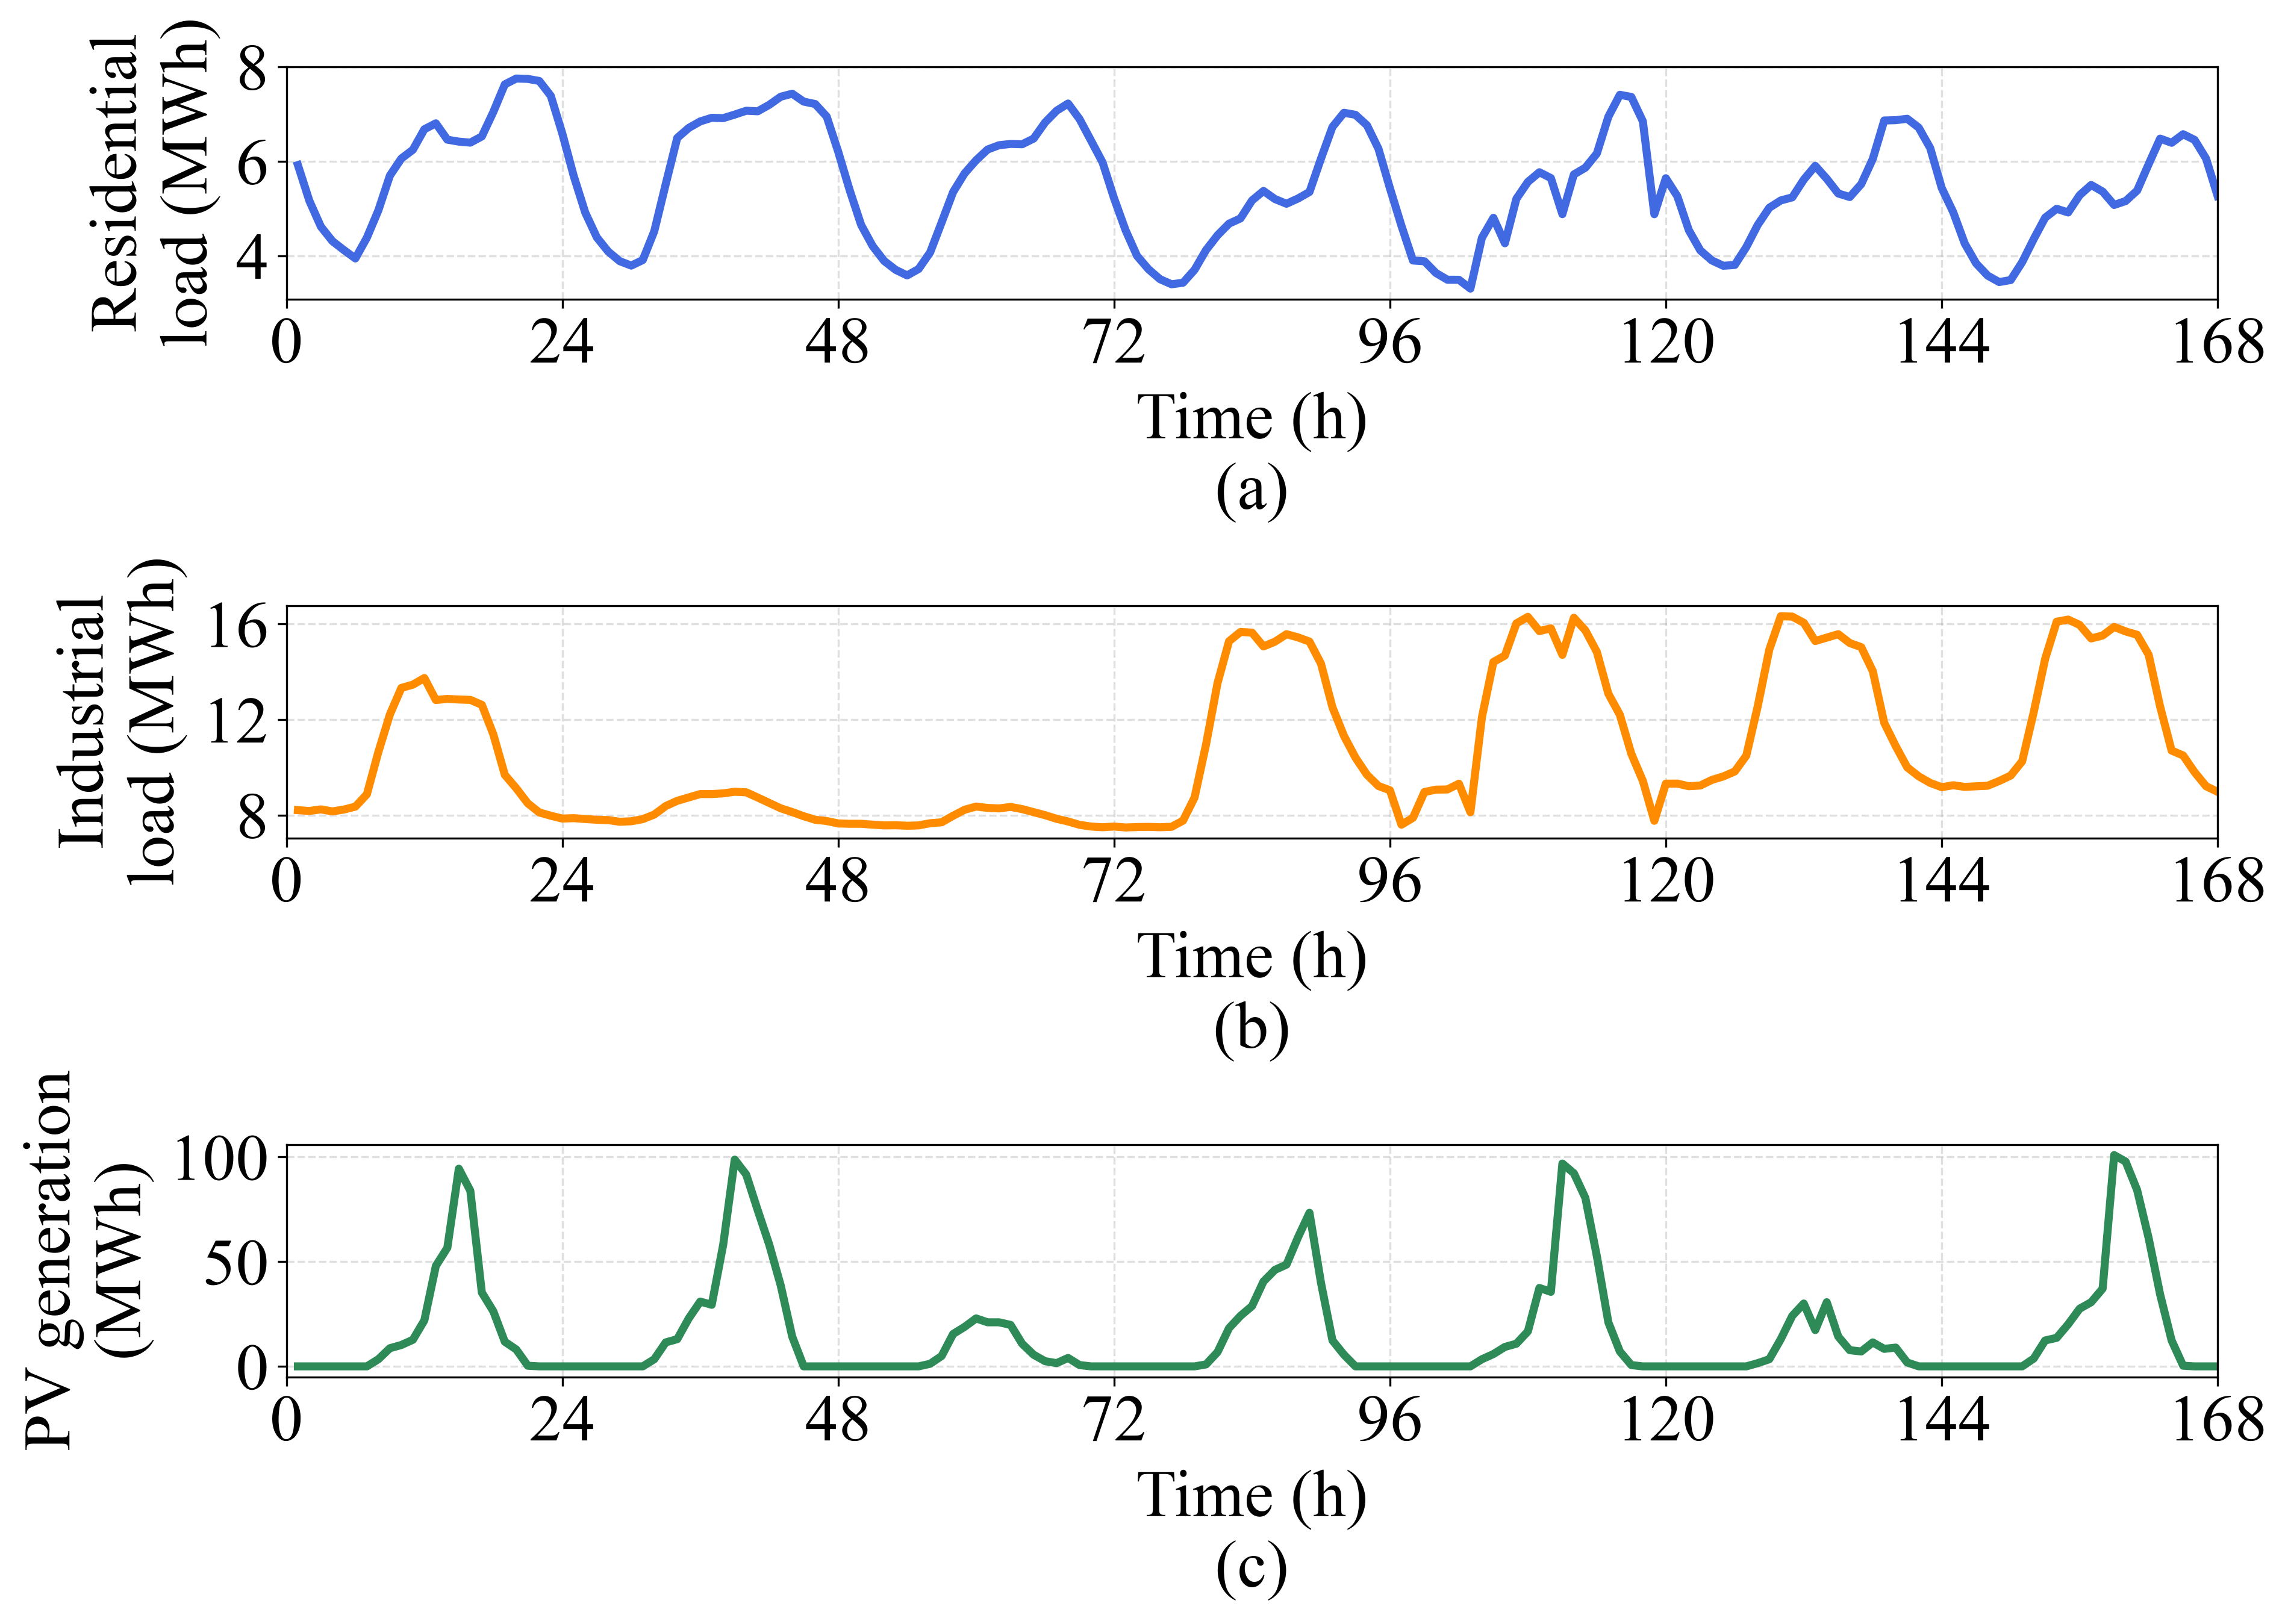 Residential
load (MWh)
8
6
4
0 24 48 72 96 120 144 168
Time (h)
(a)
Industrial
load (MWh)
16
12
8
0 24 48 72 96 120 144 168
Time (h)
(b)
PV generation
(MWh)
100
50
0
0 24 48 72 96 120 144 168
Time (h)
(c)